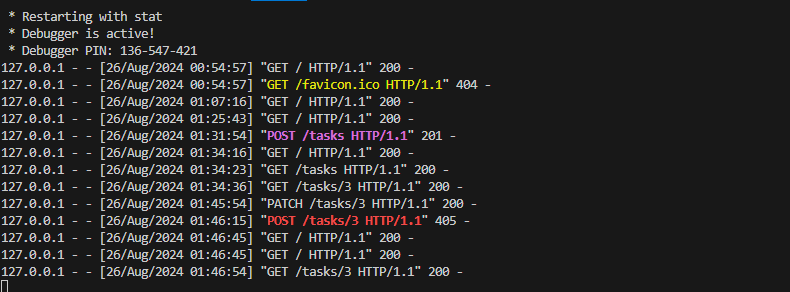 * Restarting with stat
* Debugger is active!
* Debugger PIN: 136-547-421
127.0.0.1 - - [26/Aug/2024 00:54:57] "GET / HTTP/1.1" 200 -
127.0.0.1 - - [26/Aug/2024 00:54:57] "GET /favicon.ico HTTP/1.1" 404 -
127.0.0.1 - - [26/Aug/2024 01:07:16] "GET / HTTP/1.1" 200 -
127.0.0.1 - - [26/Aug/2024 01:25:43] "GET / HTTP/1.1" 200 -
127.0.0.1 - - [26/Aug/2024 01:31:54] "POST /tasks HTTP/1.1" 201 -
127.0.0.1 - - [26/Aug/2024 01:34:16] "GET / HTTP/1.1" 200 -
127.0.0.1 - - [26/Aug/2024 01:34:23] "GET /tasks HTTP/1.1" 200 -
127.0.0.1 - - [26/Aug/2024 01:34:36] "GET /tasks/3 HTTP/1.1" 200 -
127.0.0.1 - - [26/Aug/2024 01:45:54] "PATCH /tasks/3 HTTP/1.1" 200 -
127.0.0.1 - - [26/Aug/2024 01:46:15] "POST /tasks/3 HTTP/1.1" 405 -
127.0.0.1 - - [26/Aug/2024 01:46:45] "GET / HTTP/1.1" 200 -
127.0.0.1 - - [26/Aug/2024 01:46:45] "GET / HTTP/1.1" 200 -
127.0.0.1 - - [26/Aug/2024 01:46:54] "GET /tasks/3 HTTP/1.1" 200 -